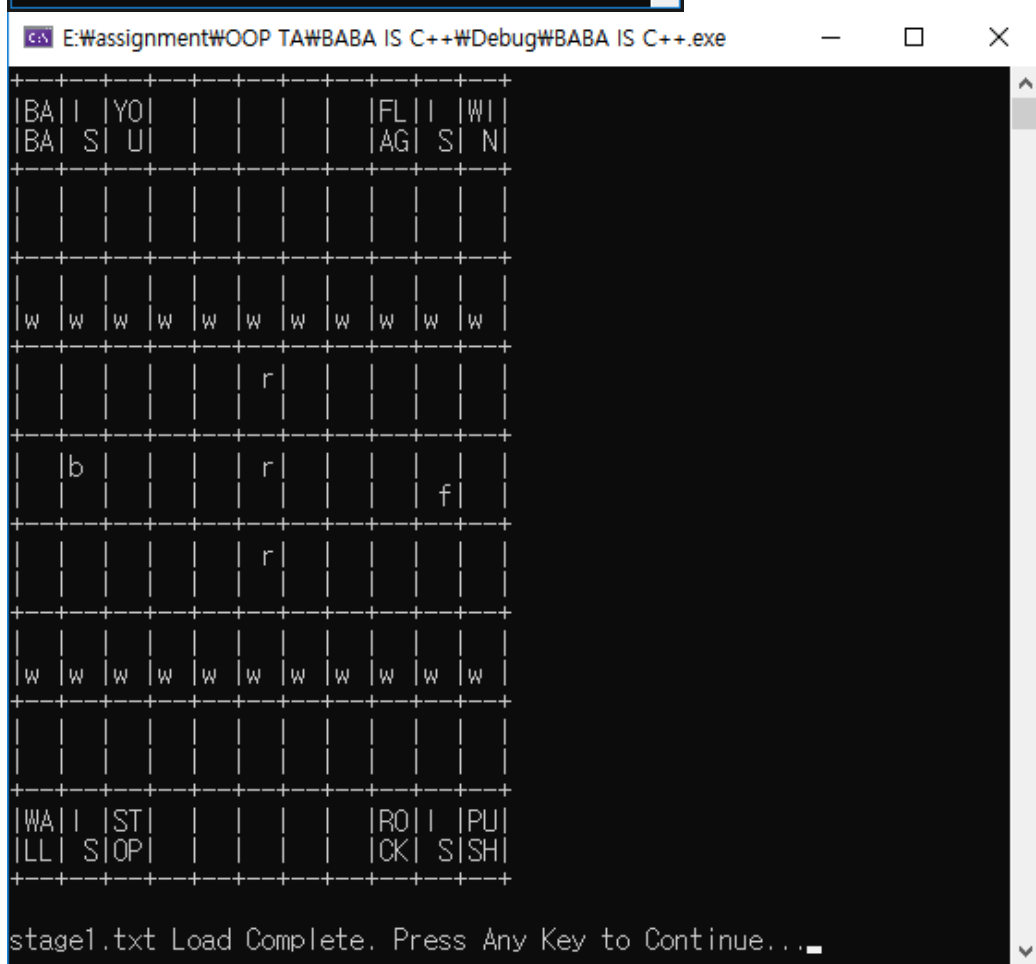 E:₩assignment₩OOP TA₩BABA IS C++₩Debug₩BABA IS C++.exe
+--+--+--+--+--+--+--+--+--+--+--+
|BA|I |YO|  |  |  |  |  |FL|I |WI|
|BA| S| U|  |  |  |  |  |AG| S| N|
+--+--+--+--+--+--+--+--+--+--+--+
|  |  |  |  |  |  |  |  |  |  |  |
|  |  |  |  |  |  |  |  |  |  |  |
+--+--+--+--+--+--+--+--+--+--+--+
|  |  |  |  |  |  |  |  |  |  |  |
|w |w |w |w |w |w |w |w |w |w |w |
+--+--+--+--+--+--+--+--+--+--+--+
|  |  |  |  |  | r|  |  |  |  |  |
|  |  |  |  |  |  |  |  |  |  |  |
+--+--+--+--+--+--+--+--+--+--+--+
|  |b |  |  |  | r|  |  |  |  |  |
|  |  |  |  |  |  |  |  |  | f|  |
+--+--+--+--+--+--+--+--+--+--+--+
|  |  |  |  |  | r|  |  |  |  |  |
|  |  |  |  |  |  |  |  |  |  |  |
+--+--+--+--+--+--+--+--+--+--+--+
|  |  |  |  |  |  |  |  |  |  |  |
|w |w |w |w |w |w |w |w |w |w |w |
+--+--+--+--+--+--+--+--+--+--+--+
|  |  |  |  |  |  |  |  |  |  |  |
|  |  |  |  |  |  |  |  |  |  |  |
+--+--+--+--+--+--+--+--+--+--+--+
|WA|I |ST|  |  |  |  |  |RO|I |PU|
|LL| S|OP|  |  |  |  |  |CK| S|SH|
+--+--+--+--+--+--+--+--+--+--+--+
stage1.txt Load Complete. Press Any Key to Continue...